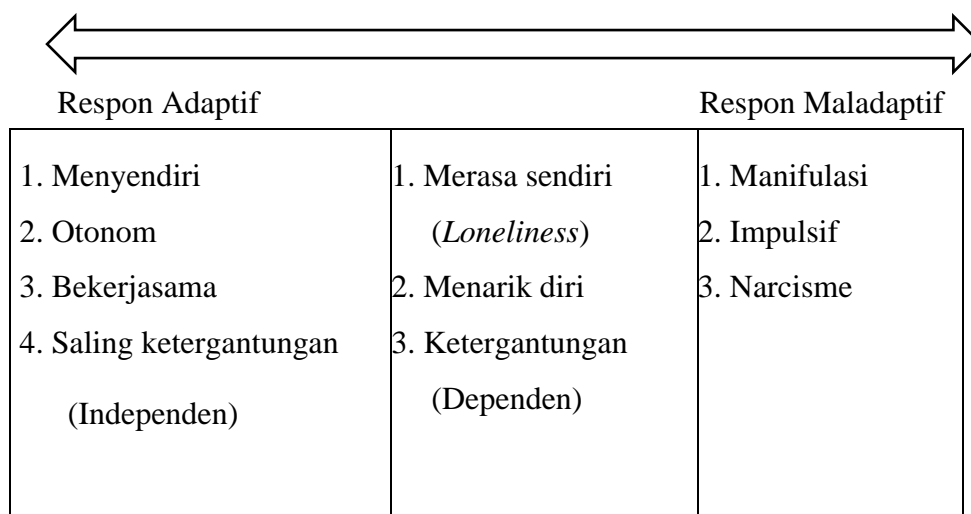 Respon Adaptif
Respon Maladaptif
1. Menyendiri
2. Otonom
3. Bekerjasama
4. Saling ketergantungan
(Independen)
1. Merasa sendiri
(Loneliness)
2. Menarik diri
3. Ketergantungan
(Dependen)
1. Manifulasi
2. Impulsif
3. Narcisme